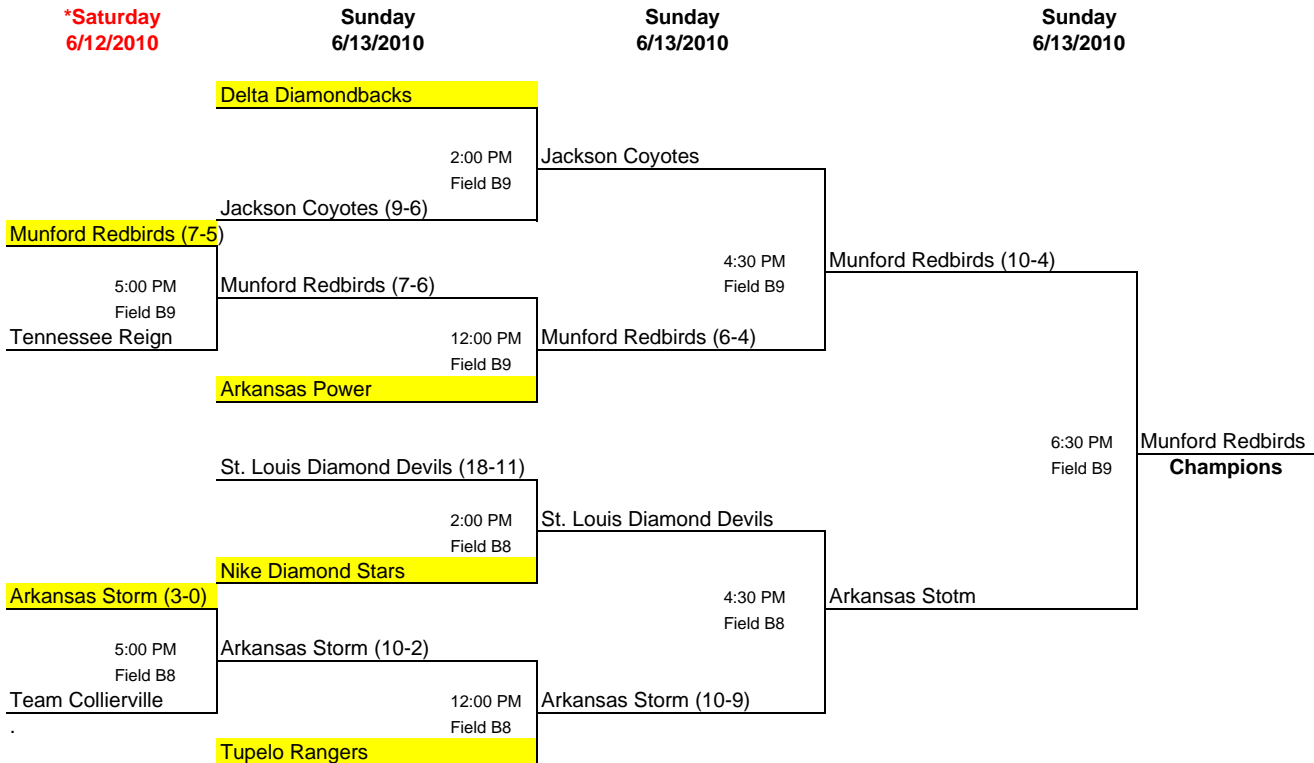 *Saturday
6/12/2010
Sunday
6/13/2010
Sunday
6/13/2010
Sunday
6/13/2010
Delta Diamondbacks
2:00 PM
Field B9
Jackson Coyotes
Jackson Coyotes (9-6)
Munford Redbirds (7-5)
5:00 PM
Field B9
Munford Redbirds (7-6)
4:30 PM
Field B9
Munford Redbirds (10-4)
Tennessee Reign
12:00 PM
Field B9
Munford Redbirds (6-4)
Arkansas Power
6:30 PM
Field B9
Munford Redbirds
Champions
St. Louis Diamond Devils (18-11)
2:00 PM
Field B8
St. Louis Diamond Devils
Nike Diamond Stars
Arkansas Storm (3-0)
4:30 PM
Field B8
Arkansas Stotm
5:00 PM
Field B8
Arkansas Storm (10-2)
Team Collierville
.
12:00 PM
Field B8
Arkansas Storm (10-9)
Tupelo Rangers